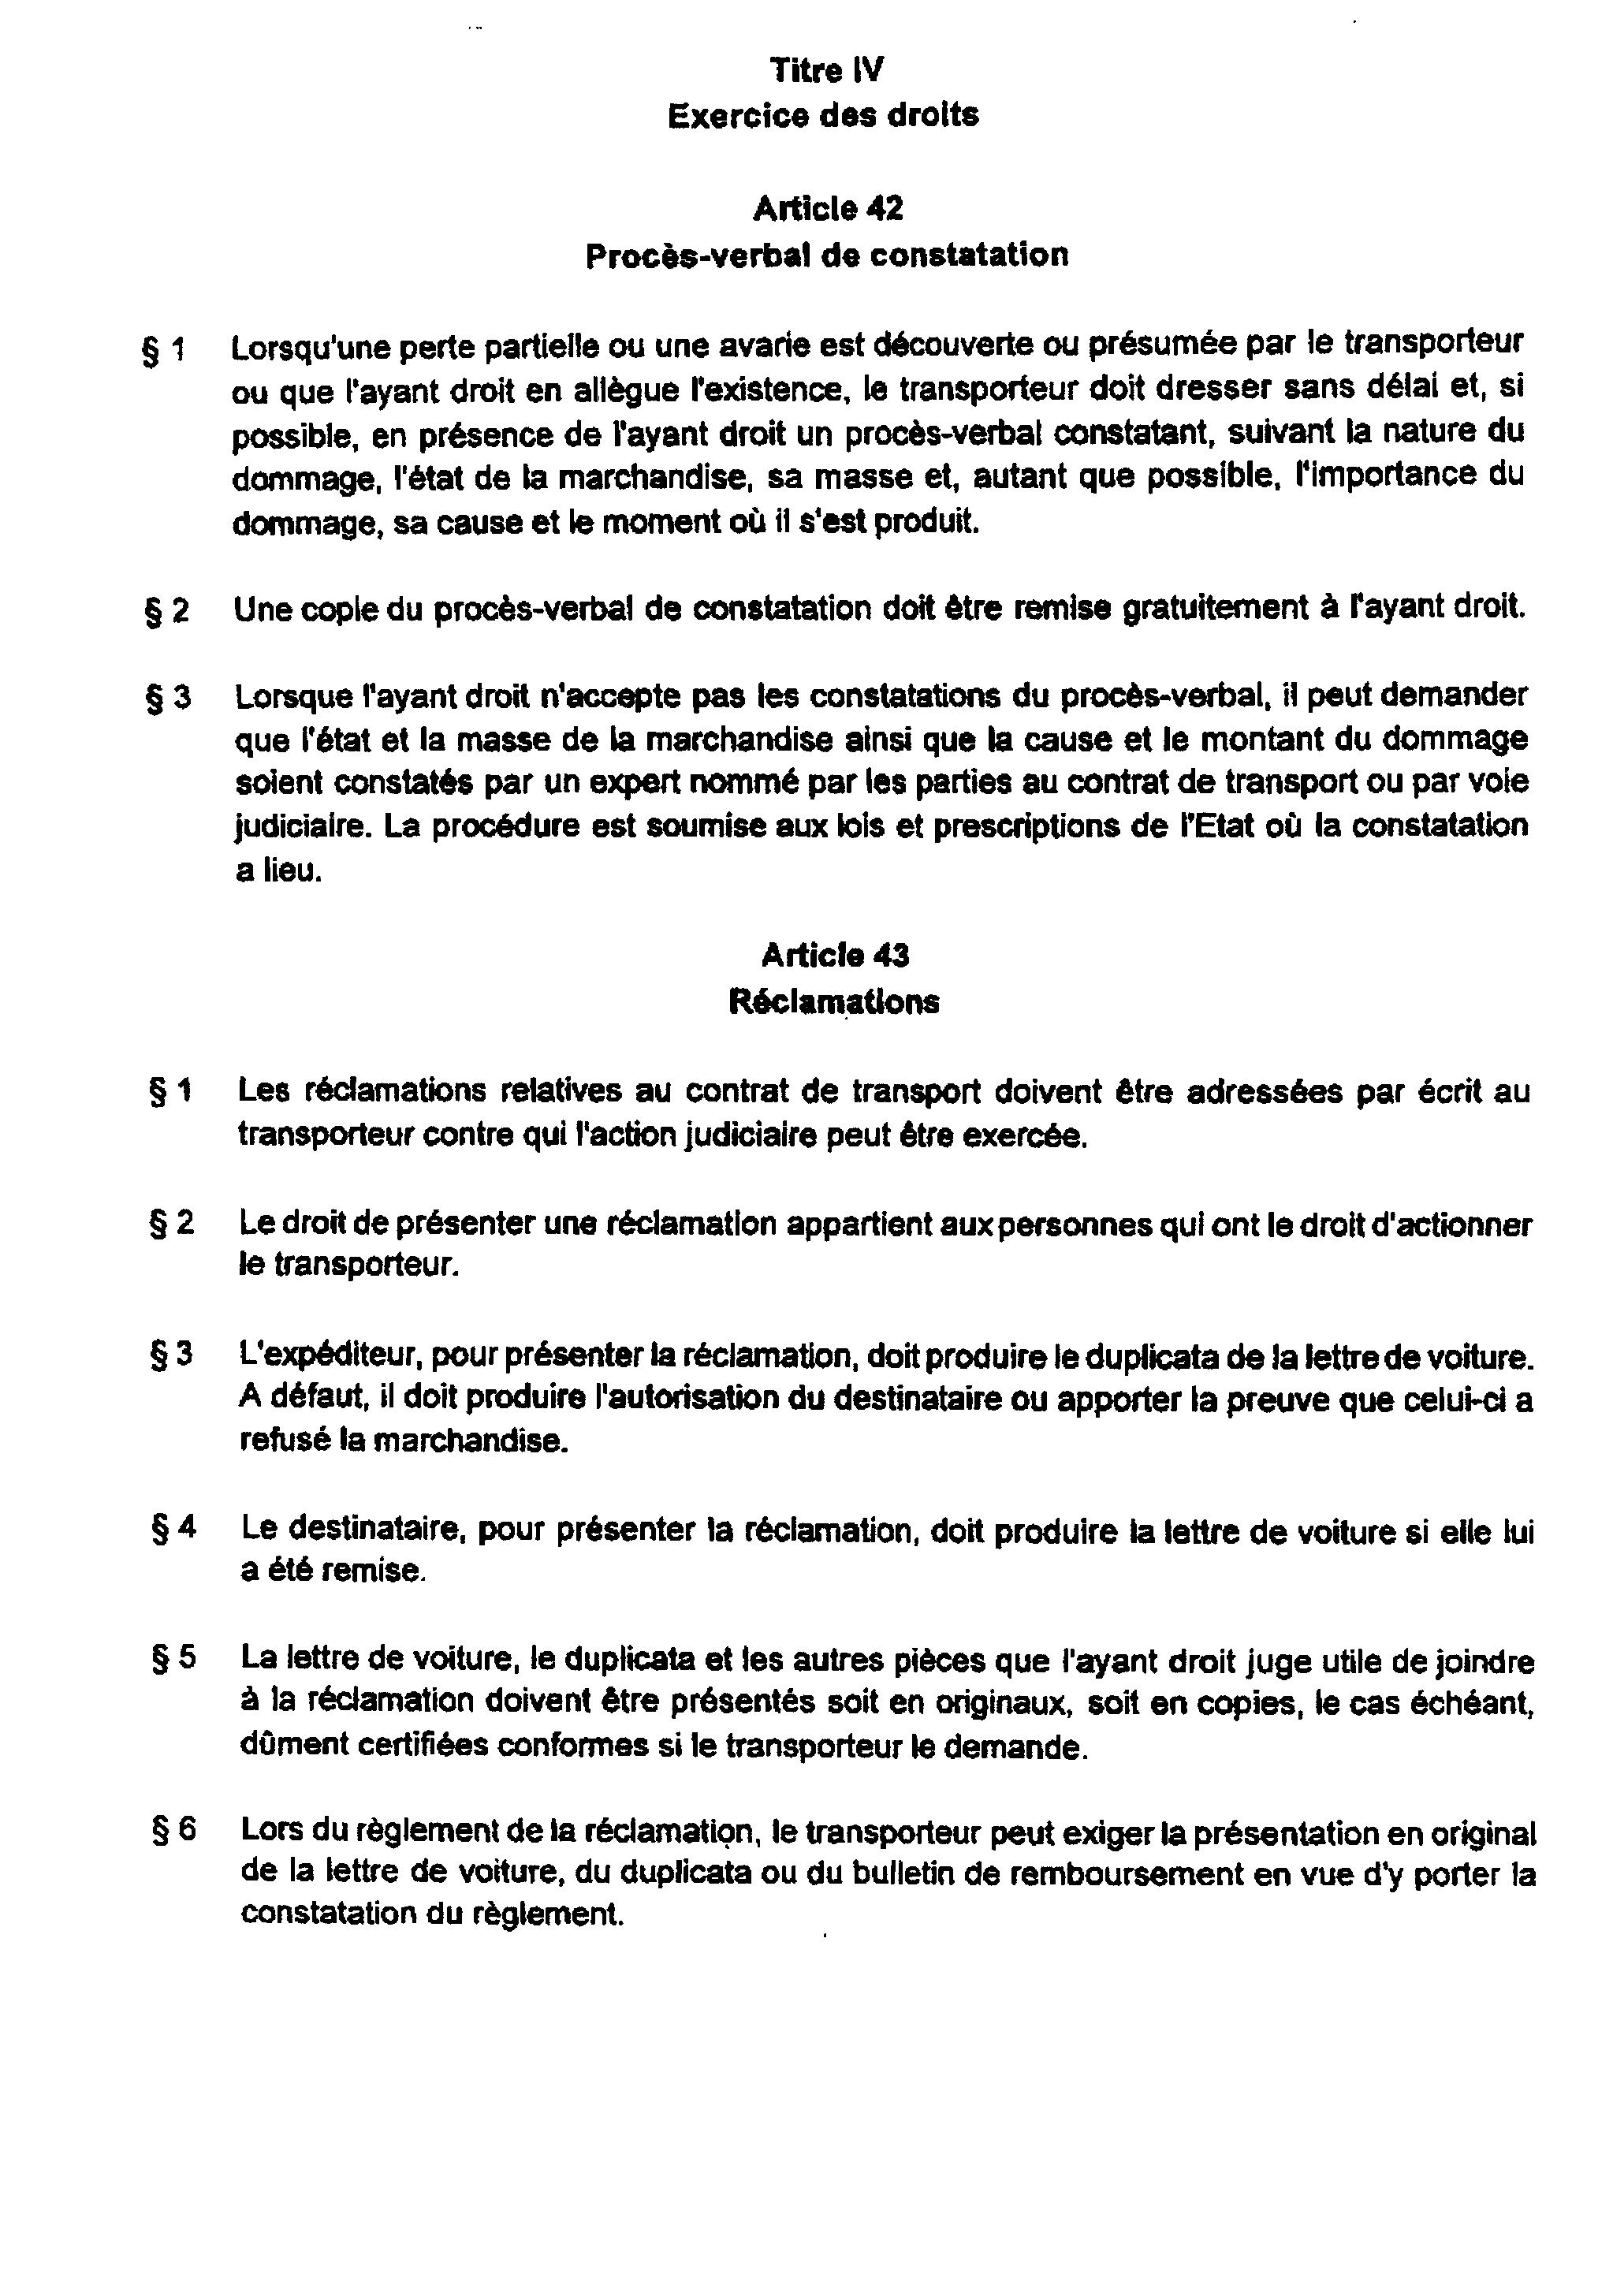 Titre IV
Exercice des droits
Article 42
Procès-verbal de constatation
§ 1 Lorsqu'une perte partielle ou une avarie est découverte ou présumée par le transporteur
ou que l'ayant droit en allègue l'existence, le transporteur doit dresser sans délai et, si
possible, en présence de l'ayant droit un procès-verbal constatant, suivant la nature du
dommage, l'état de la marchandise, sa masse et, autant que possible, l'importance du
dommage, sa cause et le moment où il s'est produit.
§ 2 Une copie du procès-verbal de constatation doit être remise gratuitement à l'ayant droit.
§ 3 Lorsque l'ayant droit n'accepte pas les constatations du procès-verbal, il peut demander
que l'état et la masse de la marchandise ainsi que la cause et le montant du dommage
soient constatés par un expert nommé par les parties au contrat de transport ou par voie
judiciaire. La procédure est soumise aux lois et prescriptions de l'Etat où la constatation
a lieu.
Article 43
Réclamations
§ 1 Les réclamations relatives au contrat de transport doivent être adressées par écrit au
transporteur contre qui l'action judiciaire peut être exercée.
§ 2 Le droit de présenter une réclamation appartient aux personnes qui ont le droit d'actionner
le transporteur.
§ 3 L'expéditeur, pour présenter la réclamation, doit produire le duplicata de la lettre de voiture.
A défaut, il doit produire l'autorisation du destinataire ou apporter la preuve que celui-ci a
refusé la marchandise.
§ 4 Le destinataire, pour présenter la réclamation, doit produire la lettre de voiture si elle lui
a été remise.
§ 5 La lettre de voiture, le duplicata et les autres pièces que l'ayant droit juge utile de joindre
à la réclamation doivent être présentés soit en originaux, soit en copies, le cas échéant,
dûment certifiées conformes si le transporteur le demande.
§ 6 Lors du règlement de la réclamation, le transporteur peut exiger la présentation en original
de la lettre de voiture, du duplicata ou du bulletin de remboursement en vue d'y porter la
constatation du règlement.